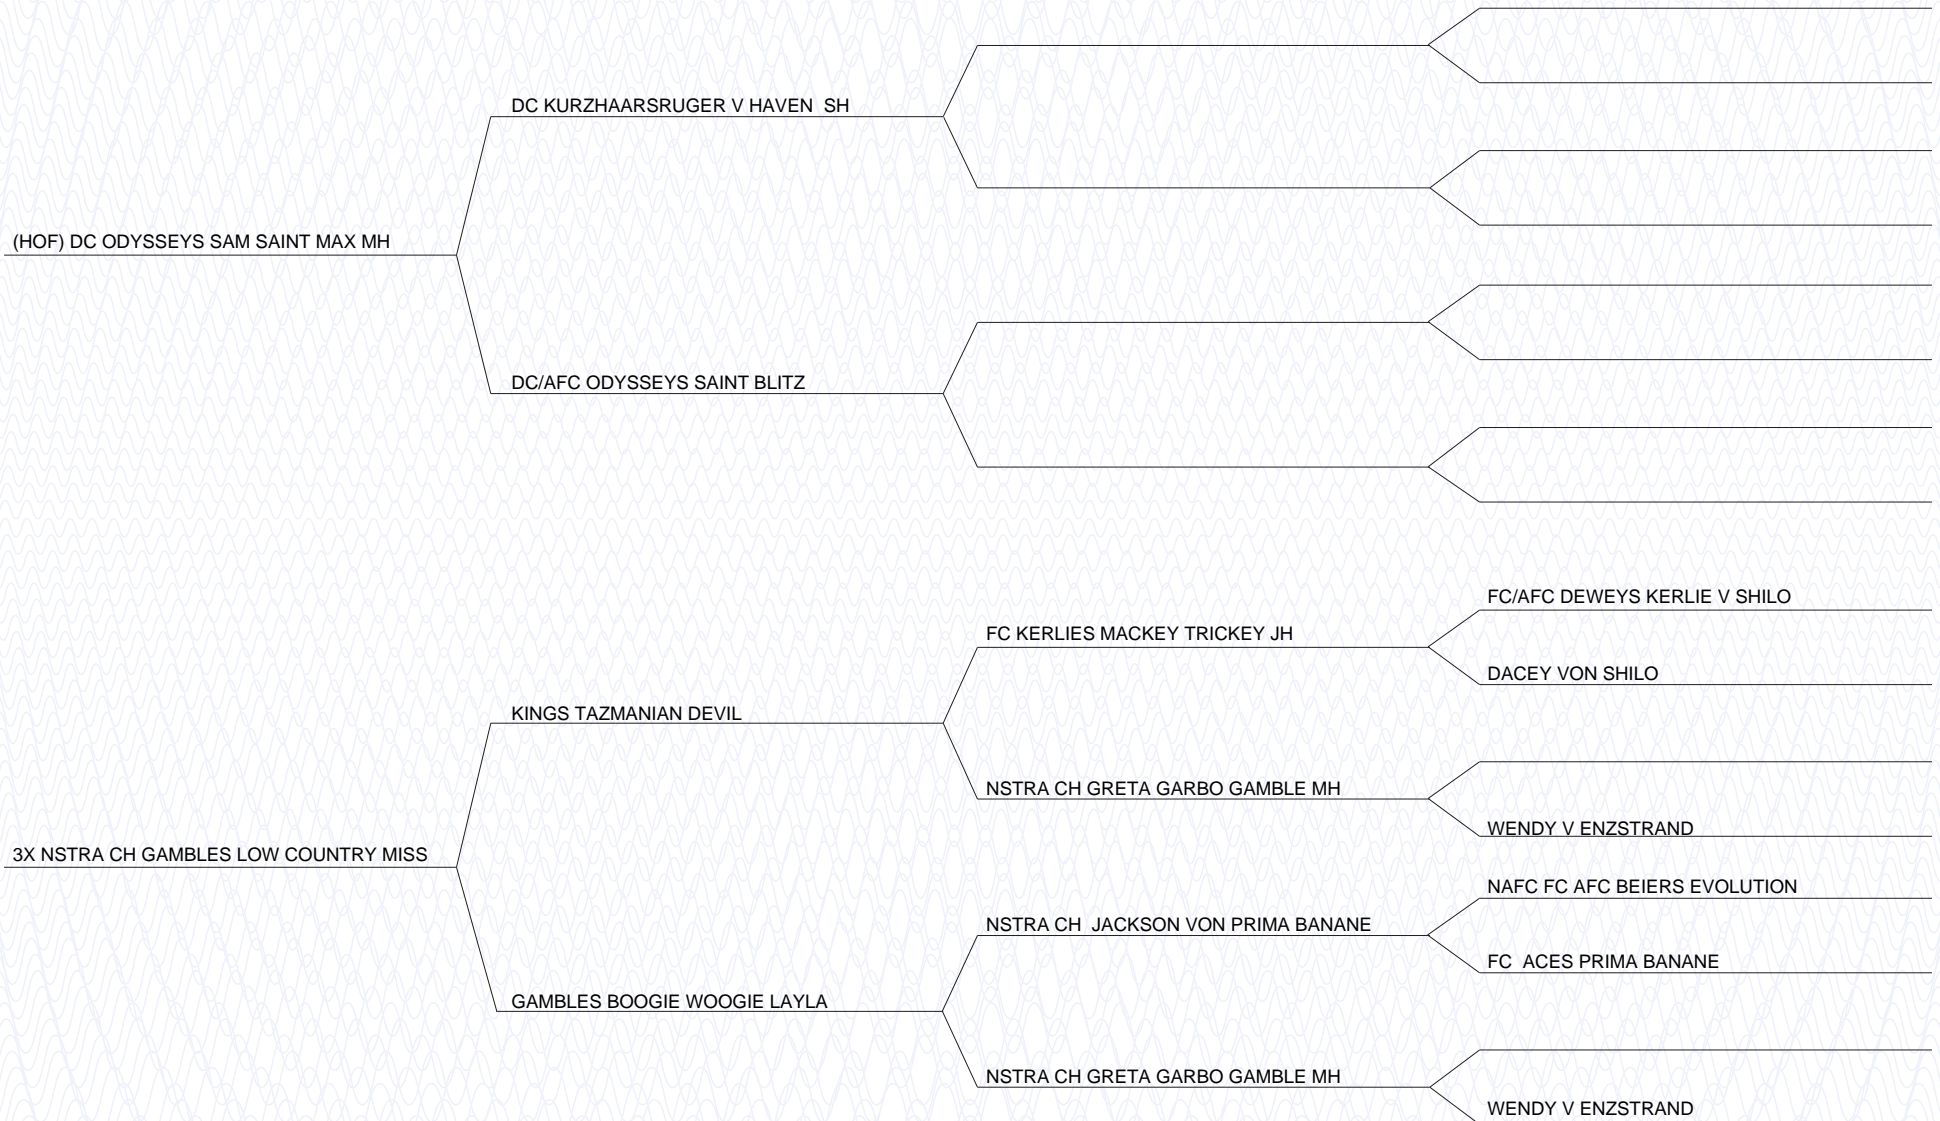 DC KURZHAARSRUGER V HAVEN  SH
(HOF) DC ODYSSEYS SAM SAINT MAX MH
DC/AFC ODYSSEYS SAINT BLITZ
FC/AFC DEWEYS KERLIE V SHILO
FC KERLIES MACKEY TRICKEY JH
DACEY VON SHILO
KINGS TAZMANIAN DEVIL
NSTRA CH GRETA GARBO GAMBLE MH
WENDY V ENZSTRAND
3X NSTRA CH GAMBLES LOW COUNTRY MISS
NAFC FC AFC BEIERS EVOLUTION
NSTRA CH  JACKSON VON PRIMA BANANE
FC  ACES PRIMA BANANE
GAMBLES BOOGIE WOOGIE LAYLA
NSTRA CH GRETA GARBO GAMBLE MH
WENDY V ENZSTRAND